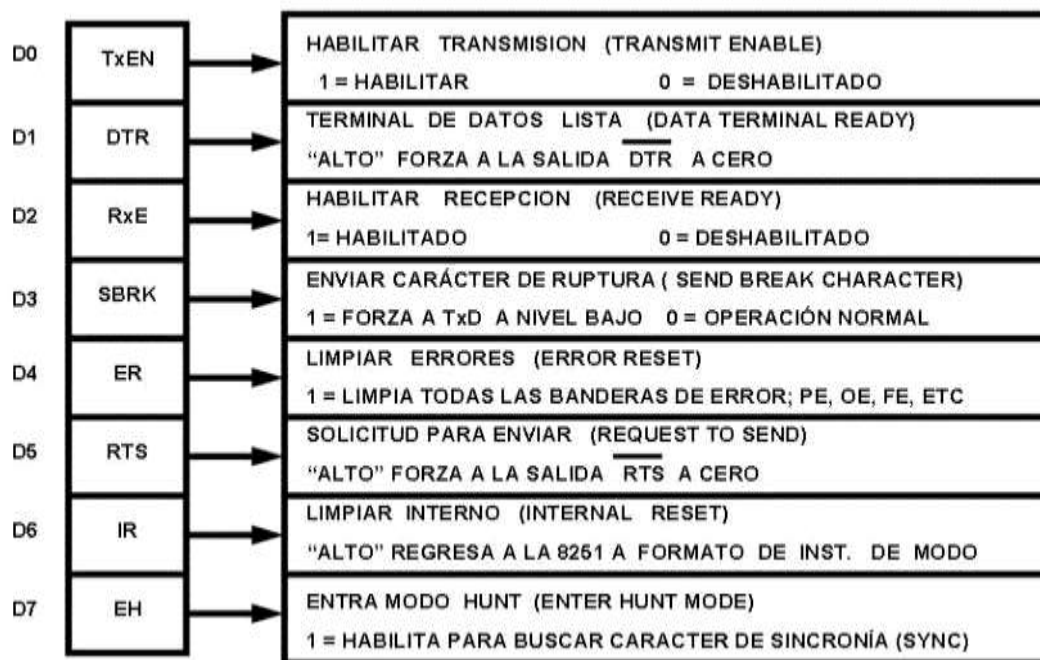 D0 TxEN HABILITAR TRANSMISION (TRANSMIT ENABLE)
1 = HABILITAR 0 = DESHABILITADO
D1 DTR TERMINAL DE DATOS LISTA (DATA TERMINAL READY)
“ALTO” FORZA A LA SALIDA DTR A CERO
D2 RxE HABILITAR RECEPCION (RECEIVE READY)
1= HABILITADO 0 = DESHABILITADO
D3 SBRK ENVIAR CARÁCTER DE RUPTURA ( SEND BREAK CHARACTER)
1 = FORZA A TxD A NIVEL BAJO 0 = OPERACIÓN NORMAL
D4 ER LIMPIAR ERRORES (ERROR RESET)
1 = LIMPIA TODAS LAS BANDERAS DE ERROR; PE, OE, FE, ETC
D5 RTS SOLICITUD PARA ENVIAR (REQUEST TO SEND)
“ALTO” FORZA A LA SALIDA RTS A CERO
D6 IR LIMPIAR INTERNO (INTERNAL RESET)
“ALTO” REGRESA A LA 8251 A FORMATO DE INST. DE MODO
D7 EH ENTRA MODO HUNT (ENTER HUNT MODE)
1 = HABILITA PARA BUSCAR CARACTER DE SINCRONÍA (SYNC)